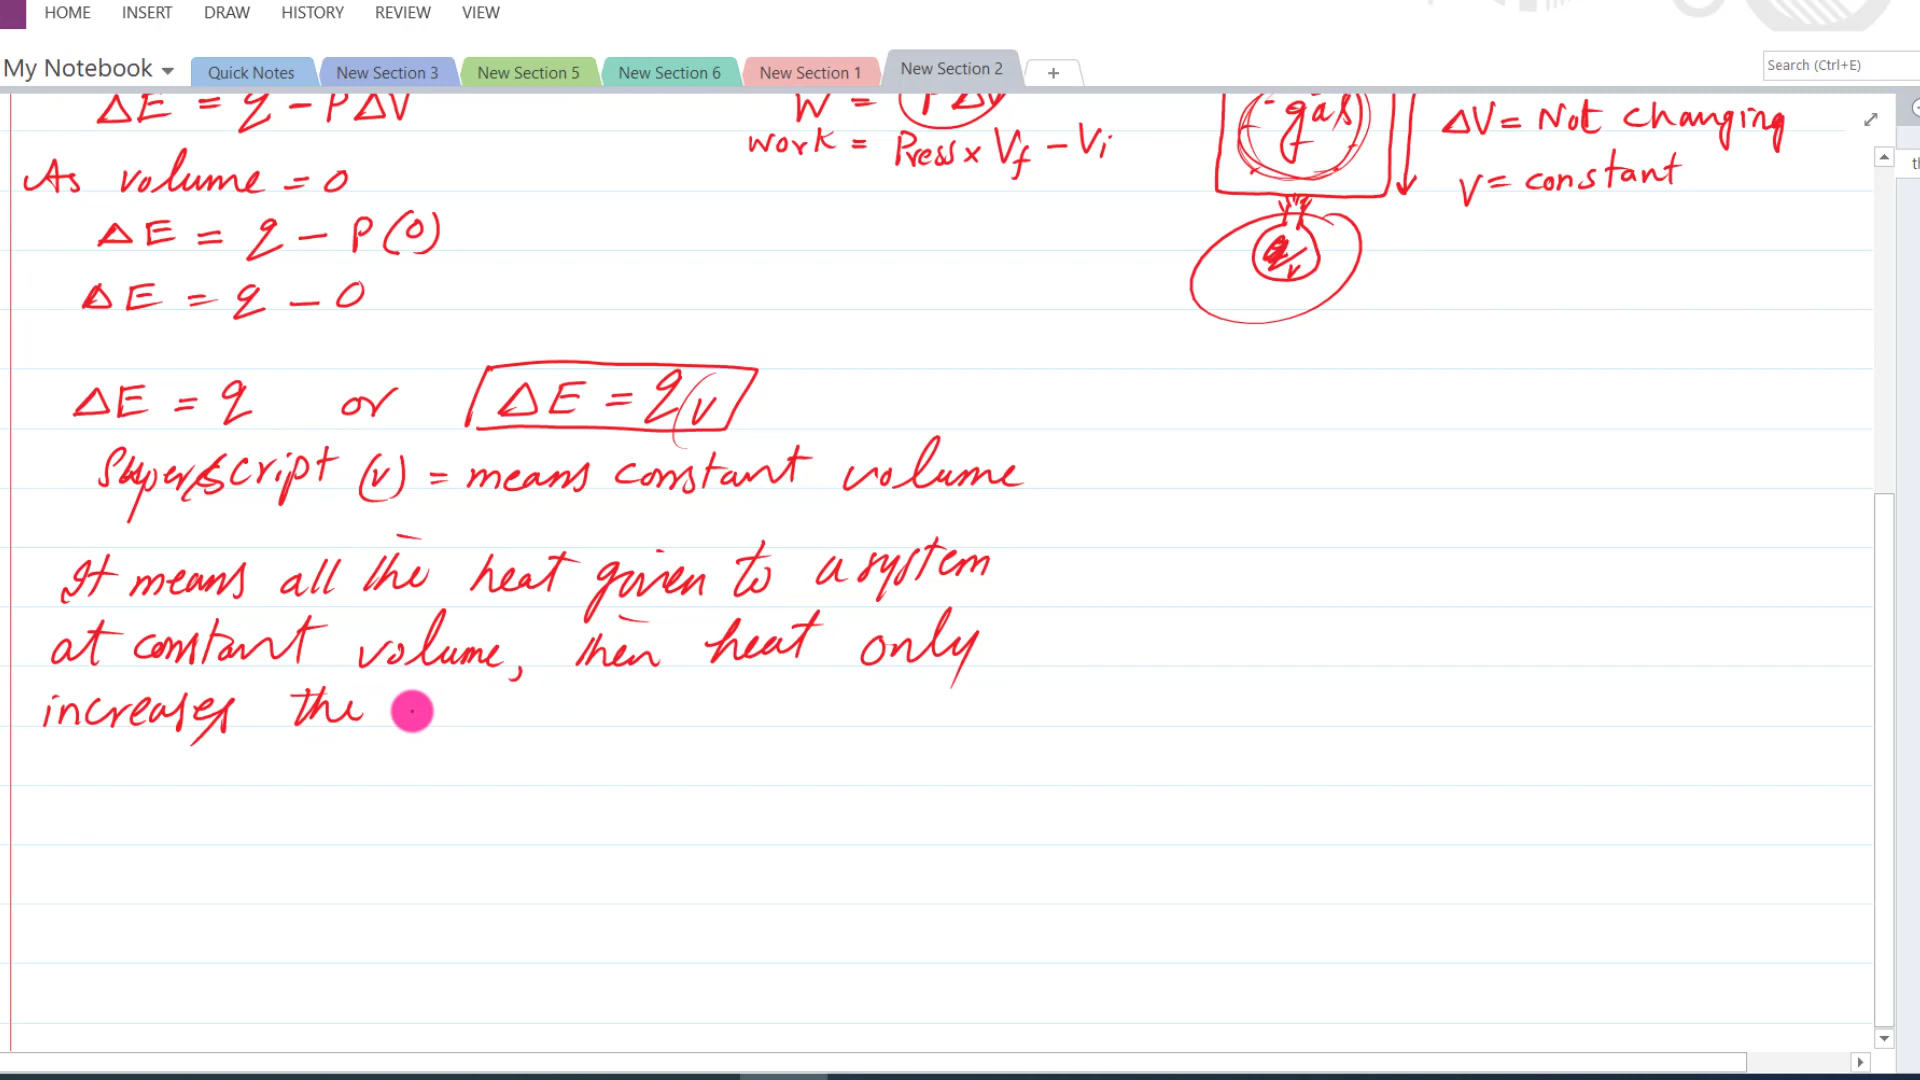 HOME INSERT DRAW HISTORY REVIEW VIEW
My Notebook Quick Notes New Section 3 New Section 5 New Section 6 New Section 1 New Section 2 +
Search (Ctrl+E)
ΔE = q - PΔV
W = PΔV
work = Press x Vf - Vi
gas
ΔV = Not changing
V = constant
As volume = 0
ΔE = q - P(0)
ΔE = q - 0
ΔE = q or ΔE = q(v
Superscript (v) = means constant volume
It means all the heat given to a system
at constant volume, then heat only
increases the